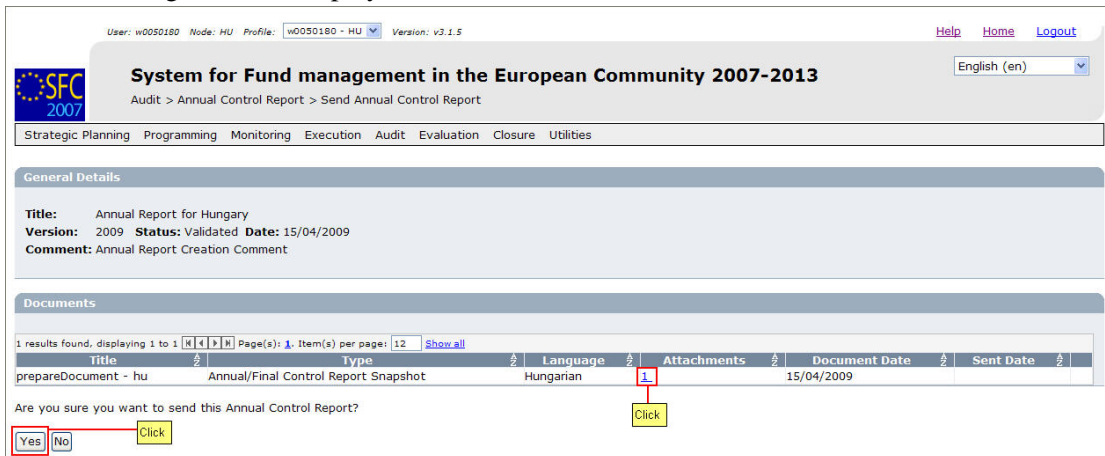 User: w0050180 Node: HU Profile: w0050180 - HU Version: v3.1.5 Help Home Logout
SFC
2007
System for Fund management in the European Community 2007-2013
English (en)
Audit > Annual Control Report > Send Annual Control Report
Strategic Planning Programming Monitoring Execution Audit Evaluation Closure Utilities
General Details
Title: Annual Report for Hungary
Version: 2009 Status: Validated Date: 15/04/2009
Comment: Annual Report Creation Comment
Documents
1 results found, displaying 1 to 1 Page(s): 1. Item(s) per page: 12 Show all
Title Type Language Attachments Document Date Sent Date
prepareDocument - hu Annual/Final Control Report Snapshot Hungarian 1 15/04/2009
Are you sure you want to send this Annual Control Report?
Click
Yes No
Click